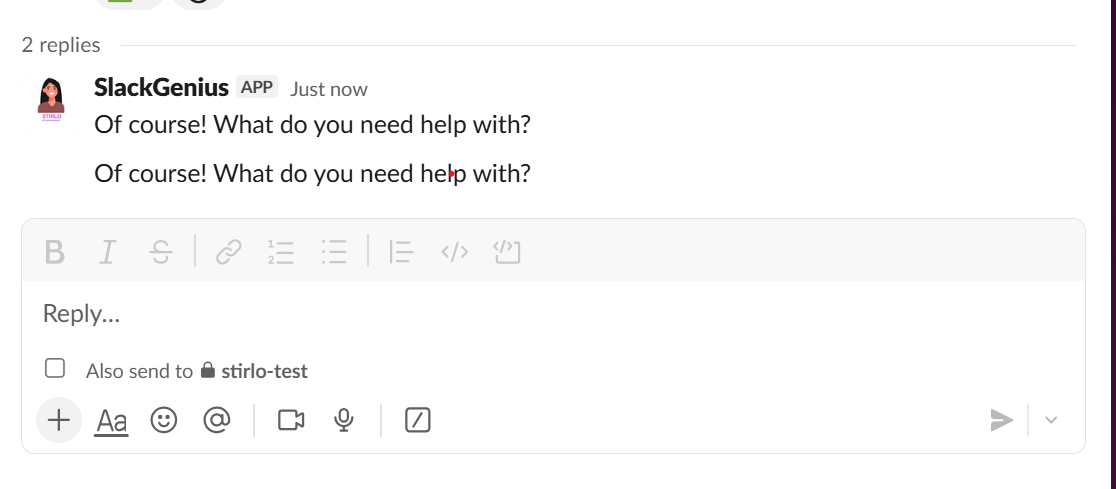 2 replies
SlackGenius APP Just now
STIRLO
Of course! What do you need help with?
Of course! What do you need help with?
B I S
Reply...
Also send to stirlo-test
Aa